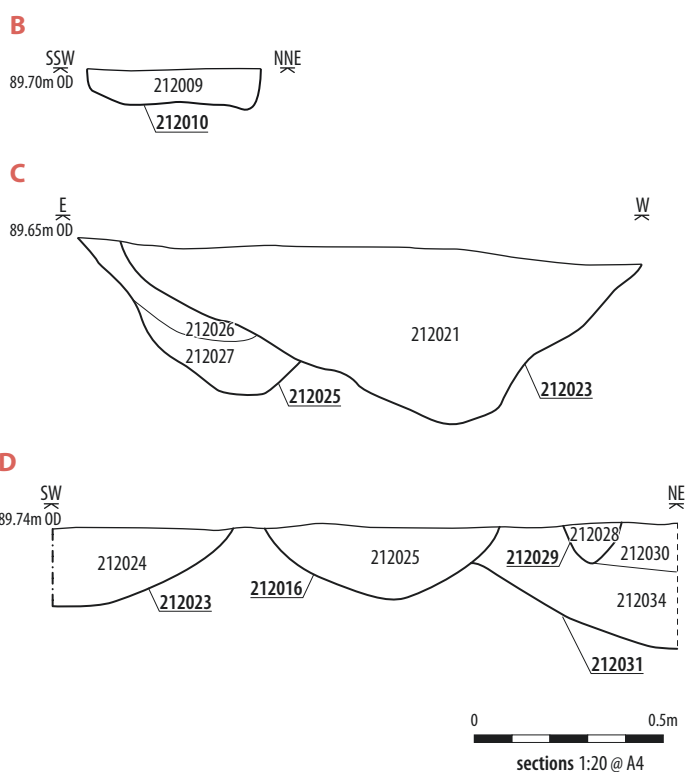 B
SSW NNE
89.70m OD
212009
212010
C
E W
89.65m OD
212026
212021
212027
212025
212023
D
SW NE
89.74m OD
212028
212024 212025 212029 212030
212023 212016 212034
212031
0 0.5m
sections 1:20 @ A4